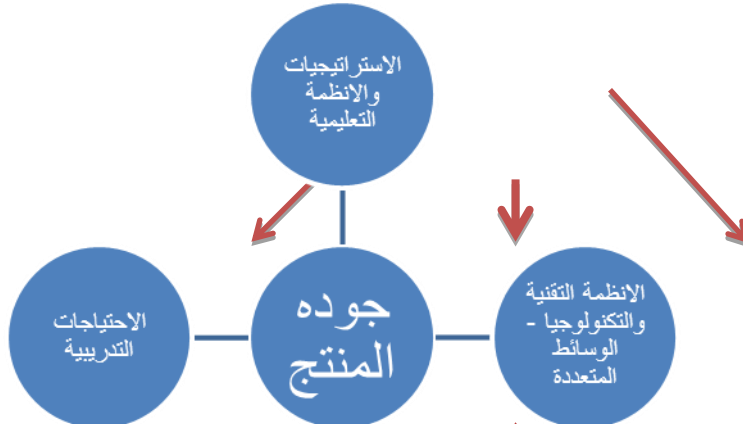 الاستراتيجيات
والانظمة
التعليمية
الانظمة التقنية
والتكنولوجيا -
الوسائط
المتعددة
جوده
المنتج
الاحتياجات
التدريبية